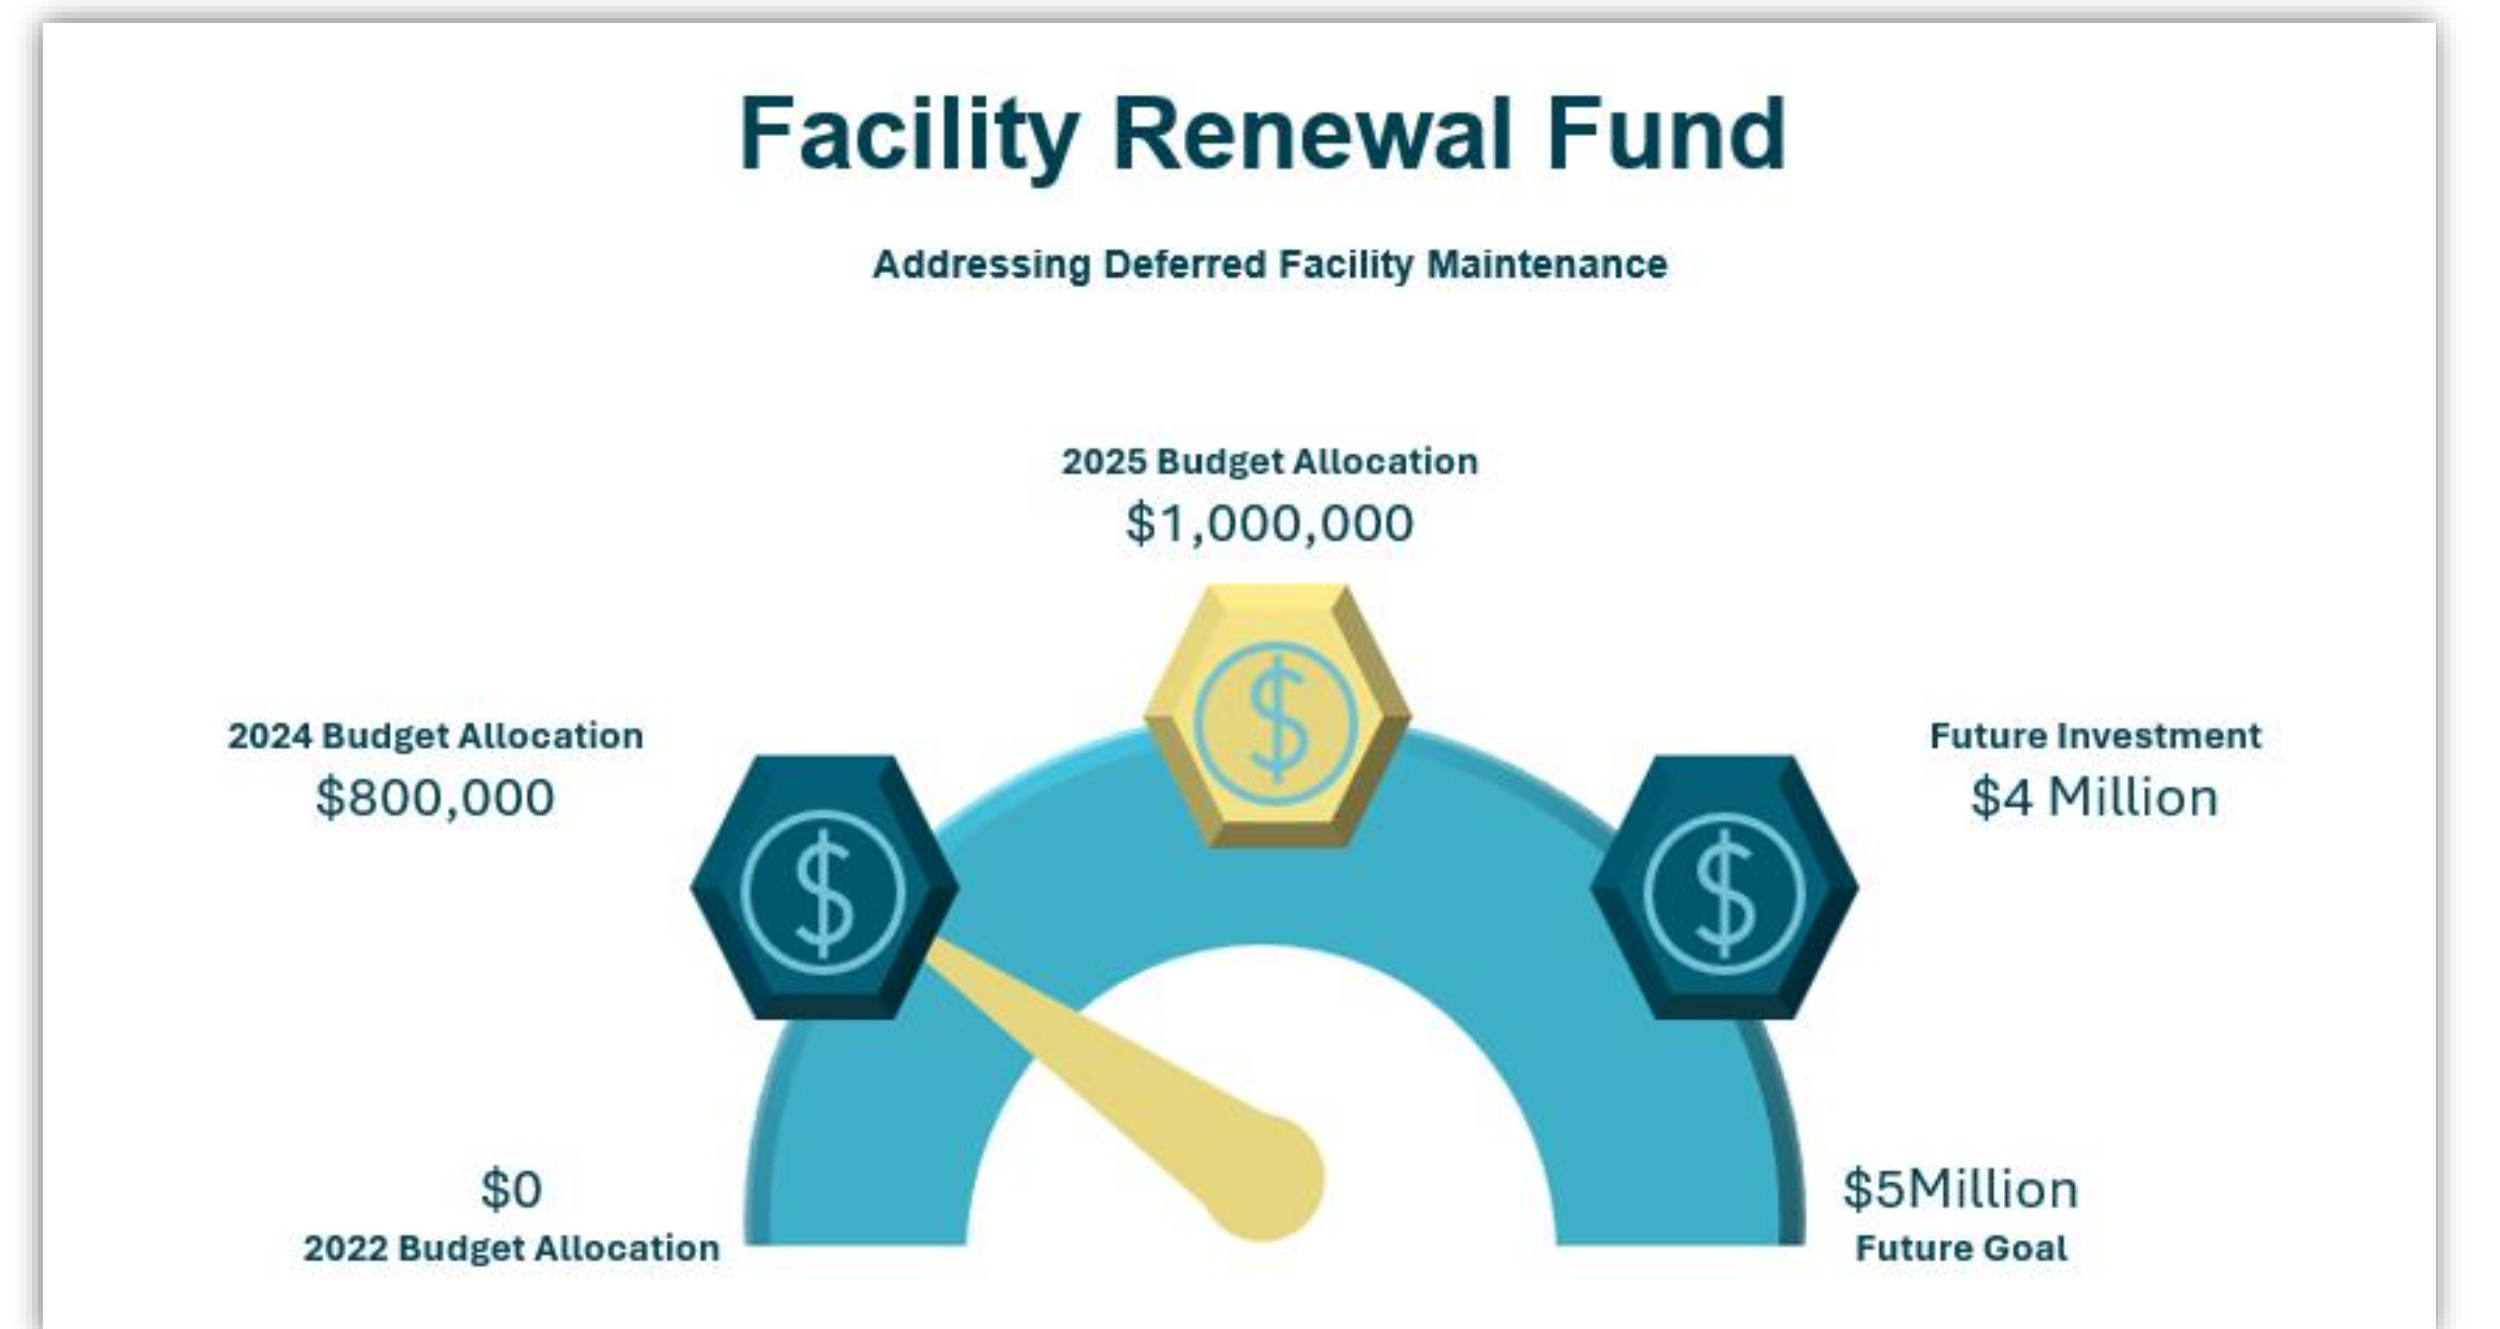 Facility Renewal Fund
Addressing Deferred Facility Maintenance
2025 Budget Allocation
$1,000,000
2024 Budget Allocation
$800,000
Future Investment
$4 Million
$0
2022 Budget Allocation
$5Million
Future Goal
$
$
$